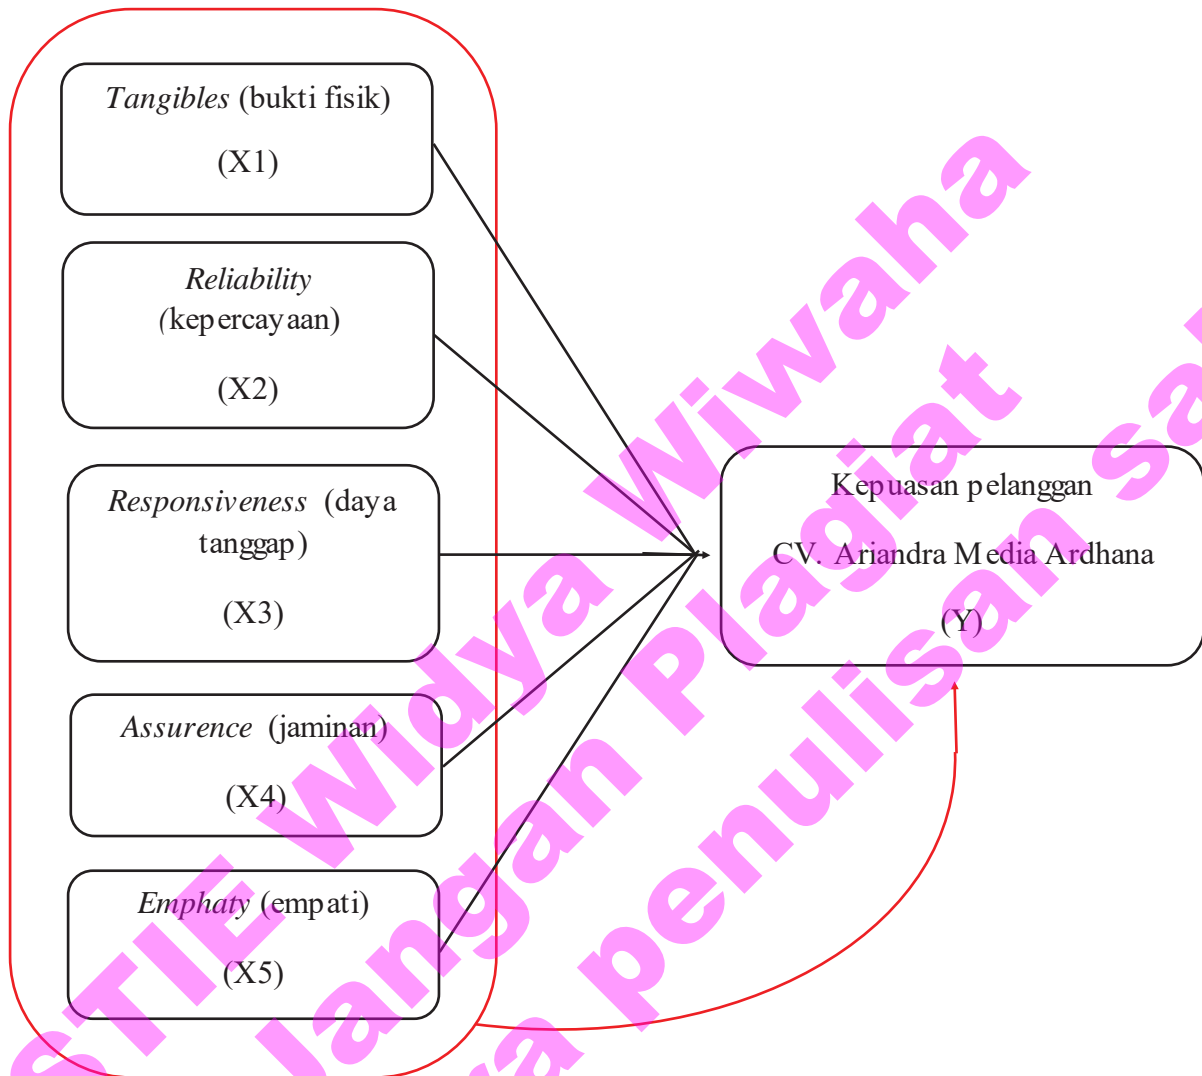 Tangibles (bukti fisik)
(X1)
Reliability
(kepercayaan)
(X2)
Responsiveness (daya
tanggap)
(X3)
Assurence (jaminan)
(X4)
Emphaty (empati)
(X5)
Kepuasan pelanggan
CV. Ariandra Media Ardhana
(Y)
STIE Widya Wiwaha
Jangan Plagiat
penulisan